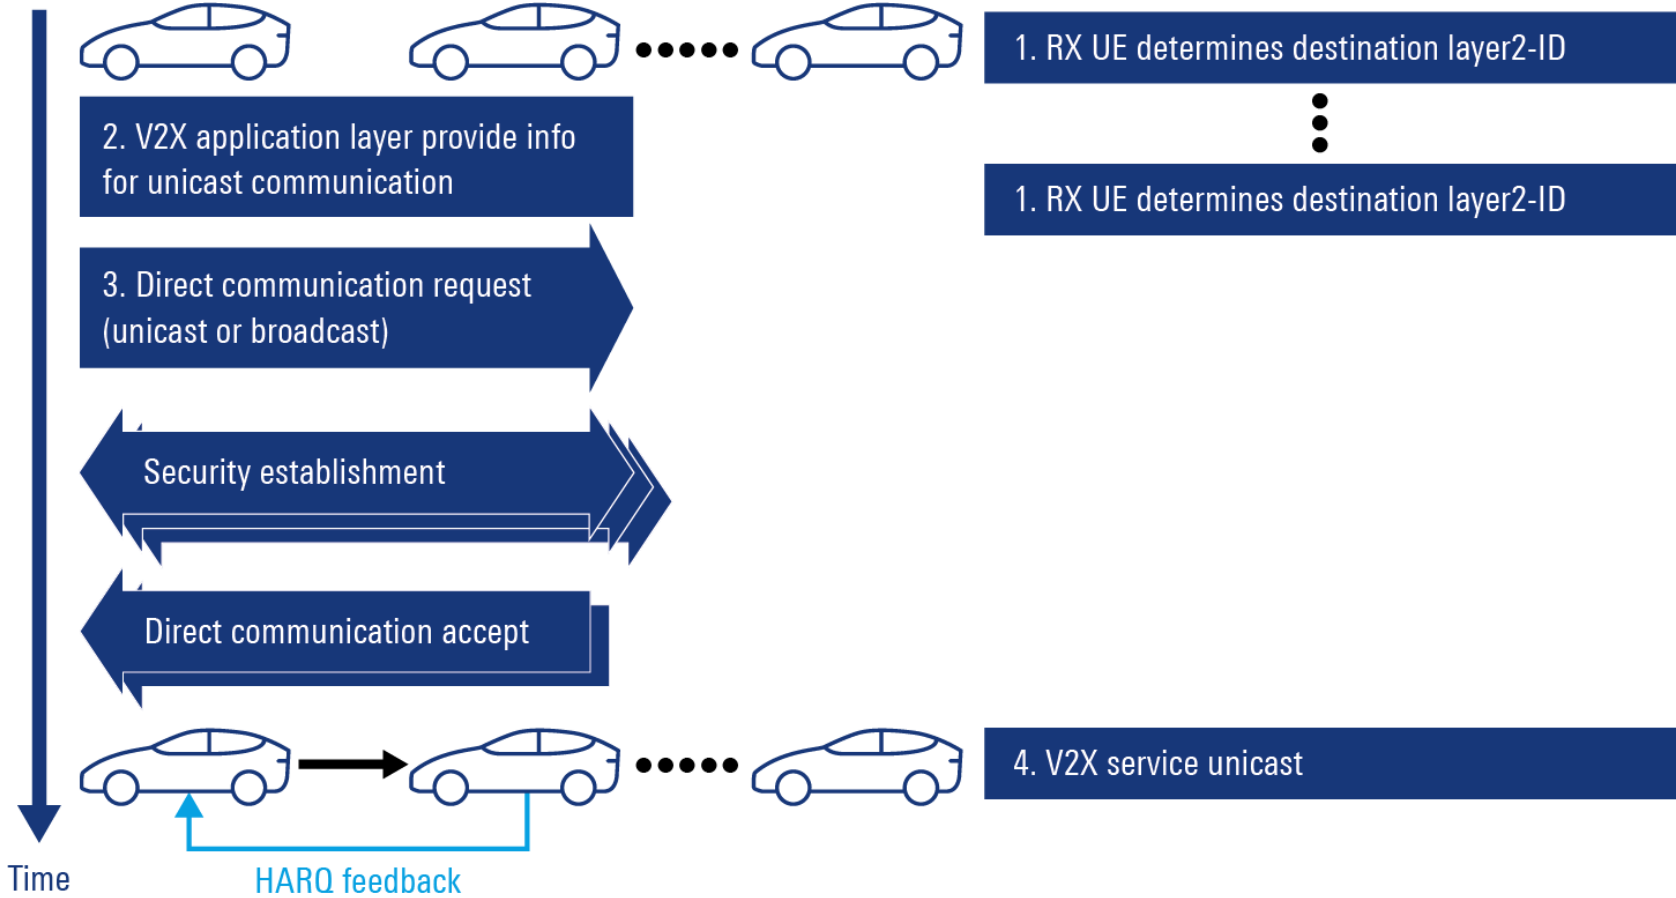 1. RX UE determines destination layer2-ID
2. V2X application layer provide info
for unicast communication
1. RX UE determines destination layer2-ID
3. Direct communication request
(unicast or broadcast)
Security establishment
Direct communication accept
4. V2X service unicast
Time
HARQ feedback